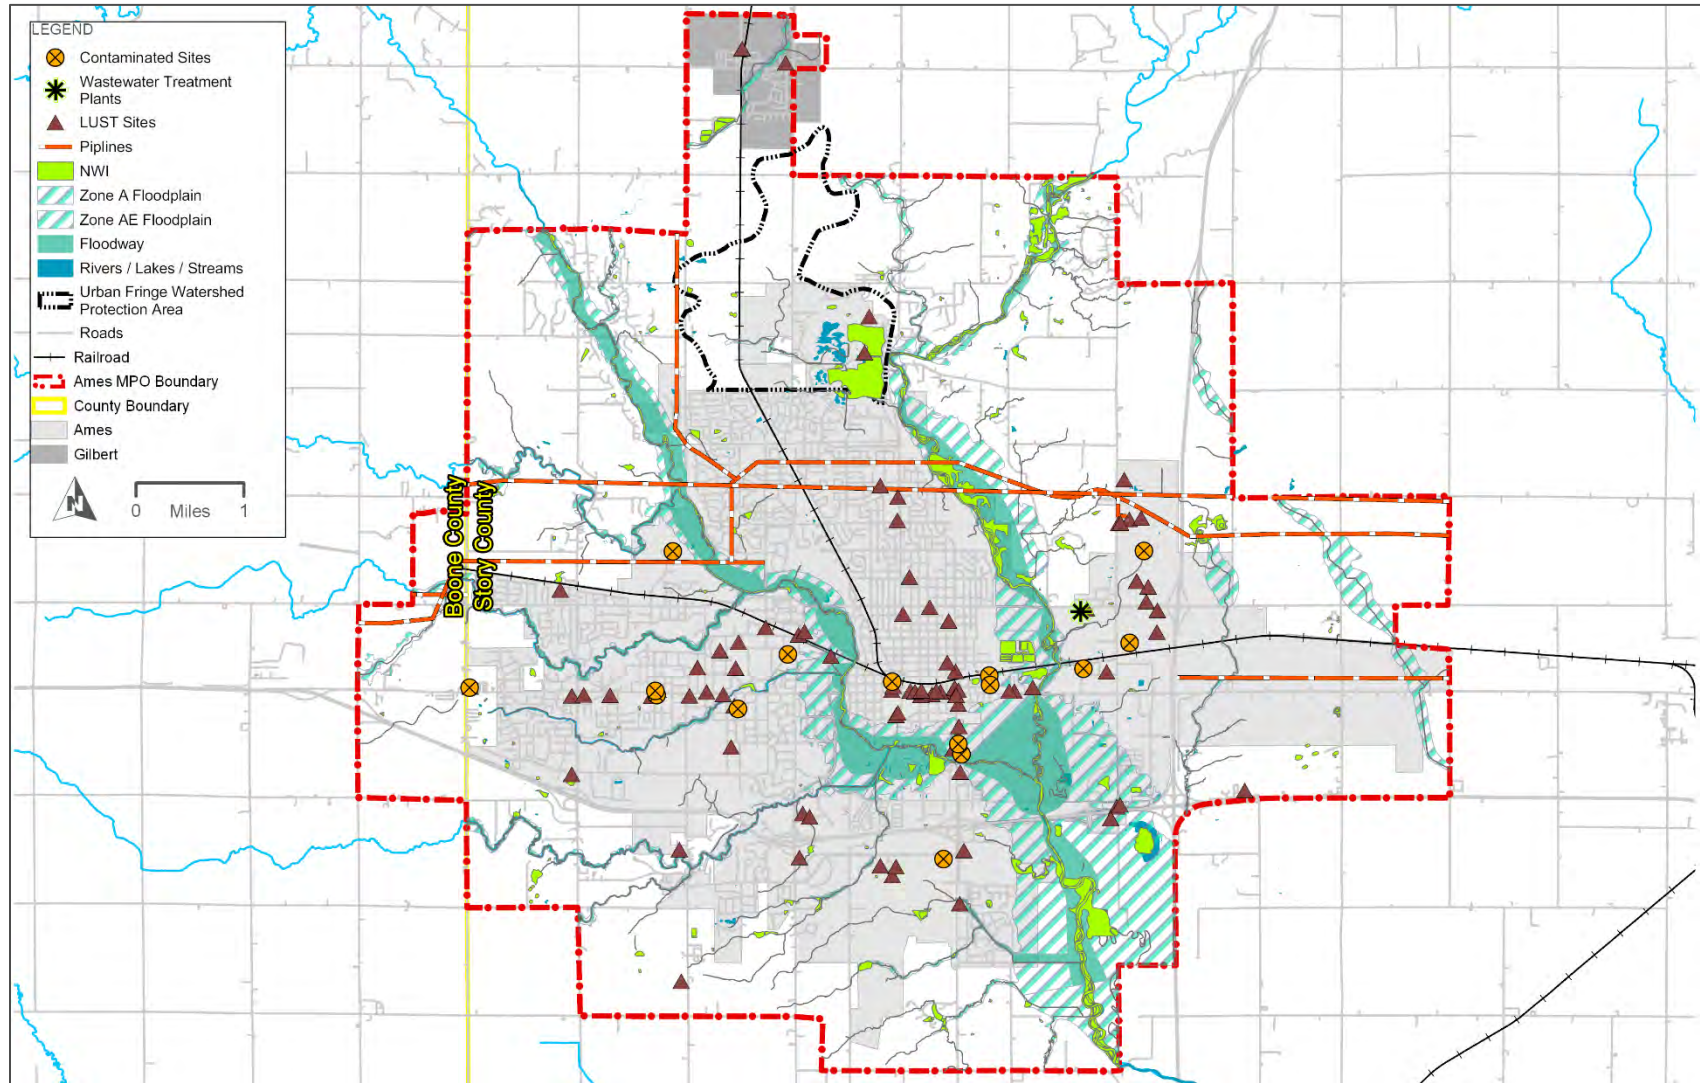 LEGEND
Contaminated Sites
Wastewater Treatment
Plants
LUST Sites
Piplines
NWI
Zone A Floodplain
Zone AE Floodplain
Floodway
Rivers / Lakes / Streams
Urban Fringe Watershed
Protection Area
Roads
Railroad
Ames MPO Boundary
County Boundary
Ames
Gilbert
N
0 Miles 1
Boone County
Story County